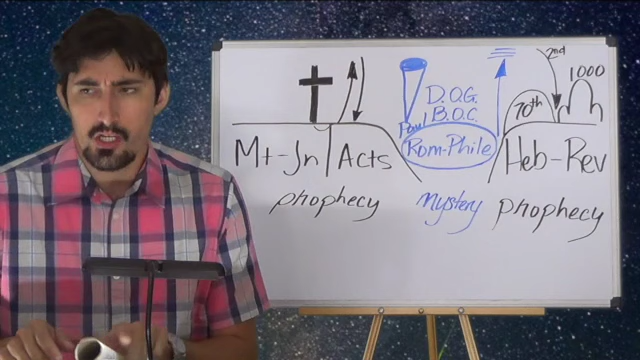 2nd
1000
D.O.G.
B.O.C.
70th
Paul
Mt-Jn Acts Rom-Phile Heb-Rev
prophecy mystery prophecy